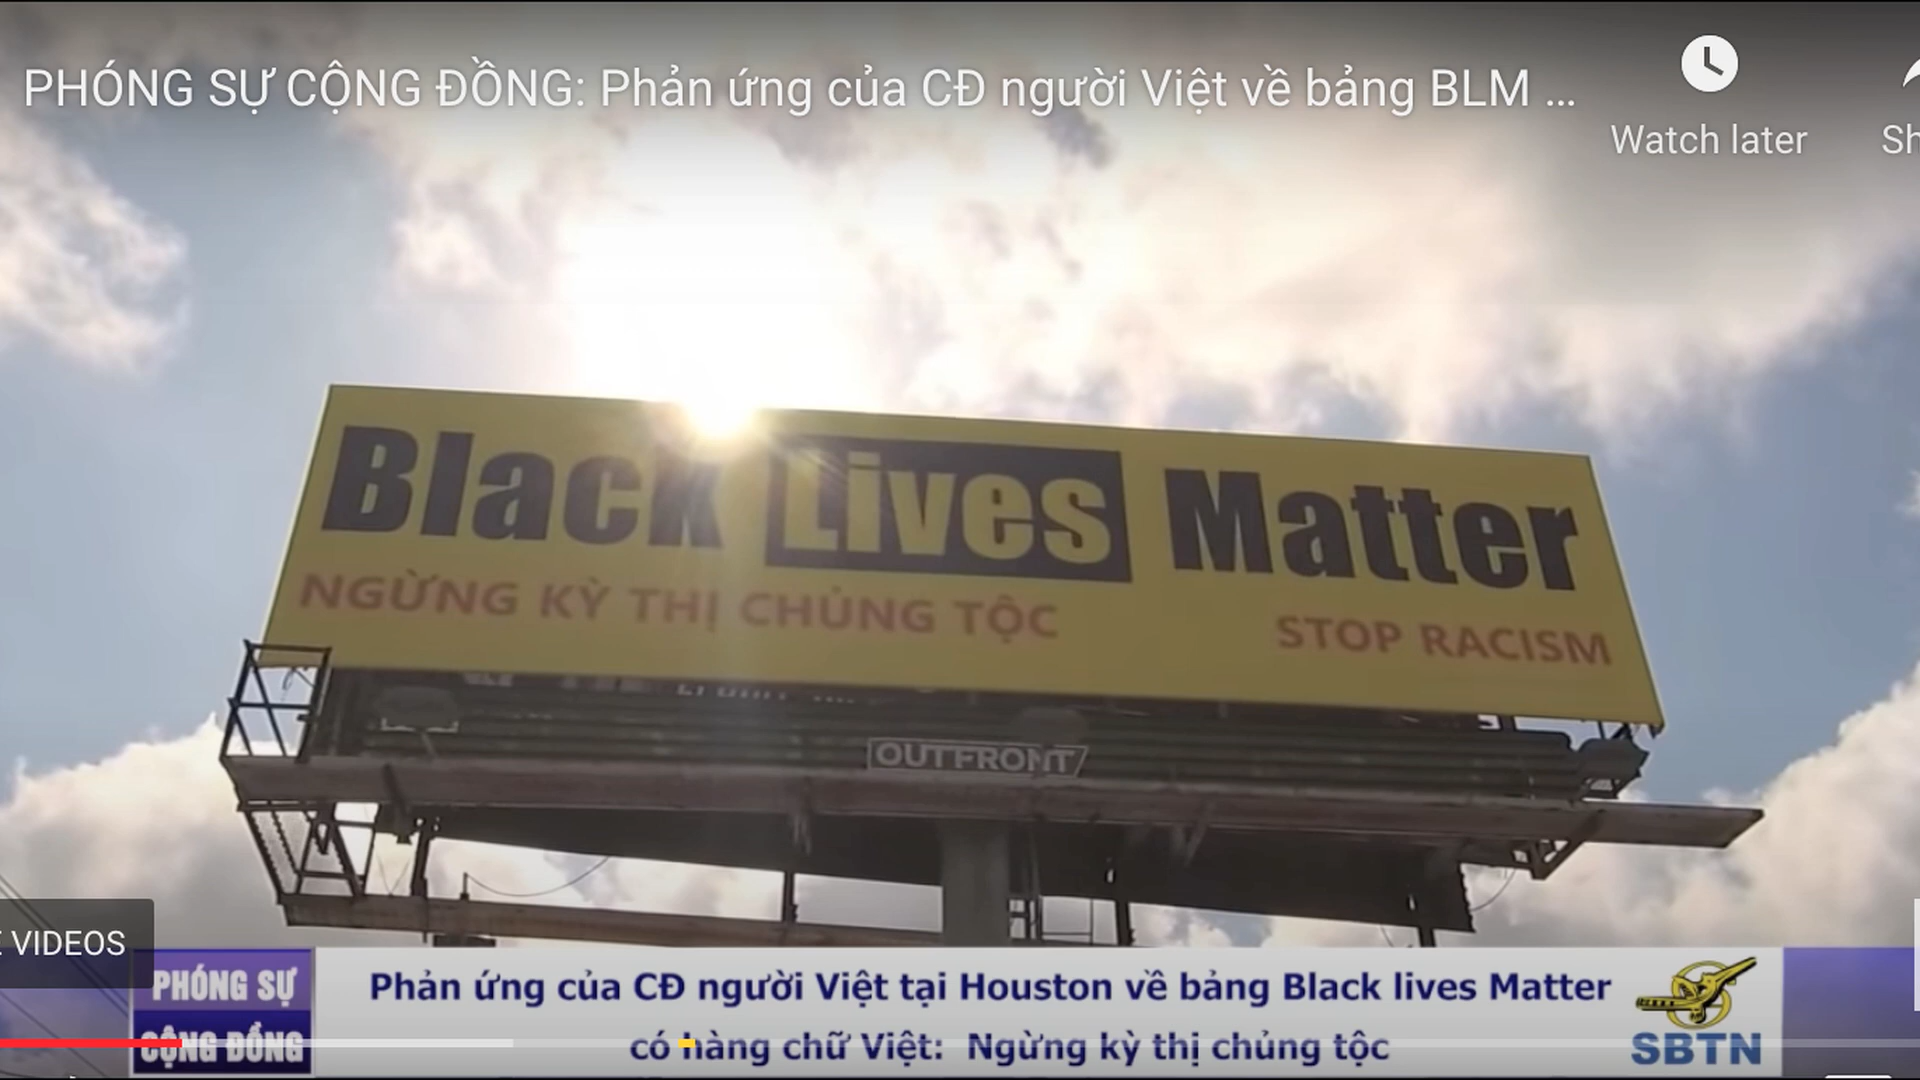 PHÓNG SỰ CỘNG ĐỒNG: Phản ứng của CĐ người Việt về bảng BLM ...
Watch later
Black Lives Matter
NGỪNG KỲ THỊ CHỦNG TỘC
STOP RACISM
OUTFRONT
VIDEOS
PHÓNG SỰ
CỘNG ĐỒNG
Phản ứng của CĐ người Việt tại Houston về bảng Black lives Matter
có hàng chữ Việt: Ngừng kỳ thị chủng tộc
SBTN